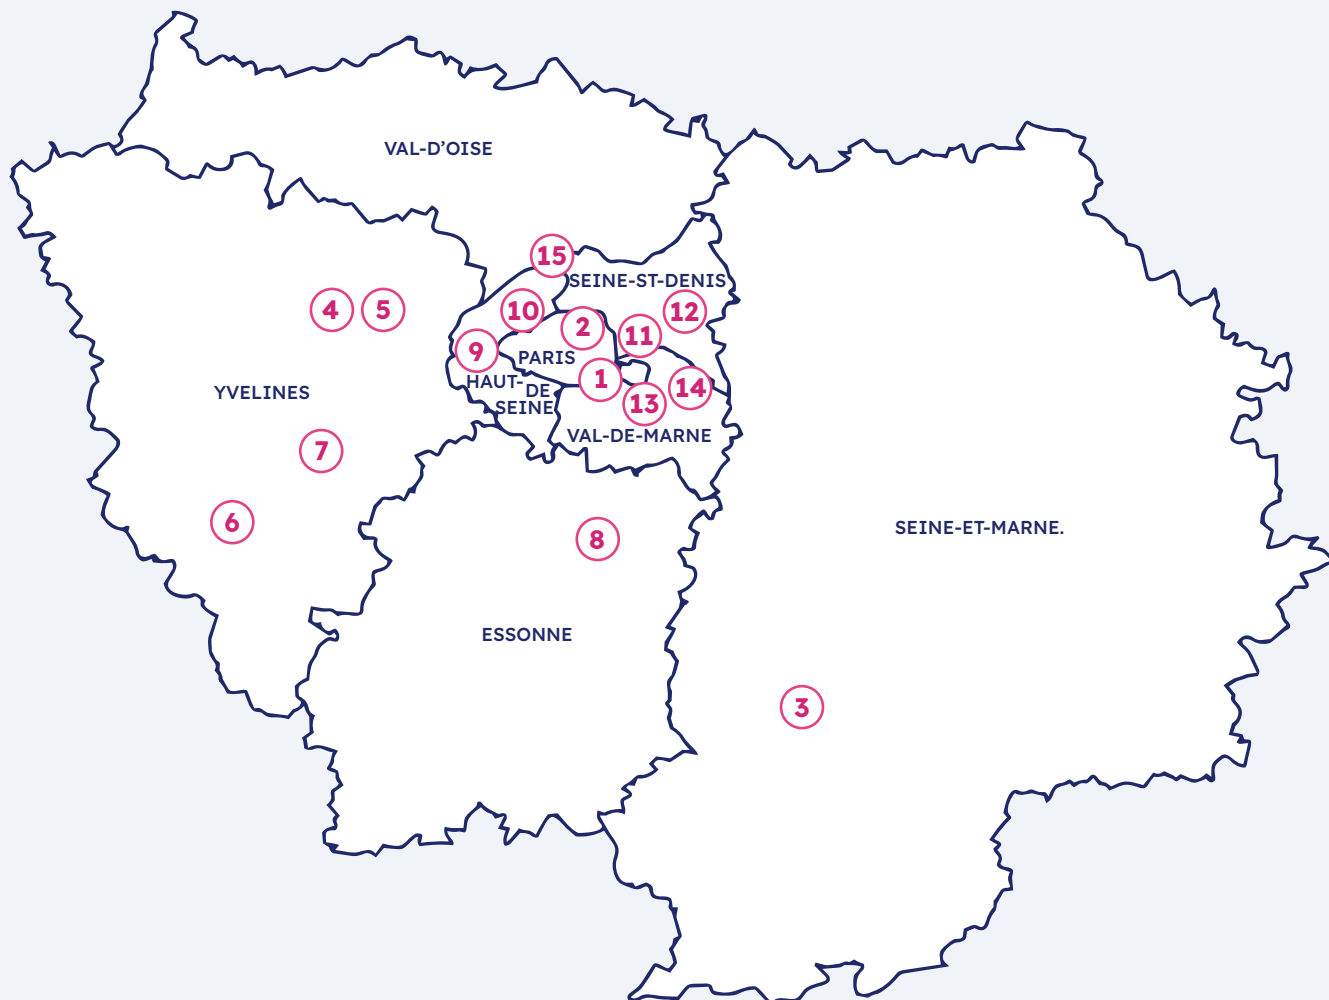 VAL-D’OISE
15
SEINE-ST-DENIS
4
5
10
12
2
11
9
PARIS
1
HAUT-
DE
SEINE
14
13
YVELINES
VAL-DE-MARNE
7
6
8
SEINE-ET-MARNE.
ESSONNE
3